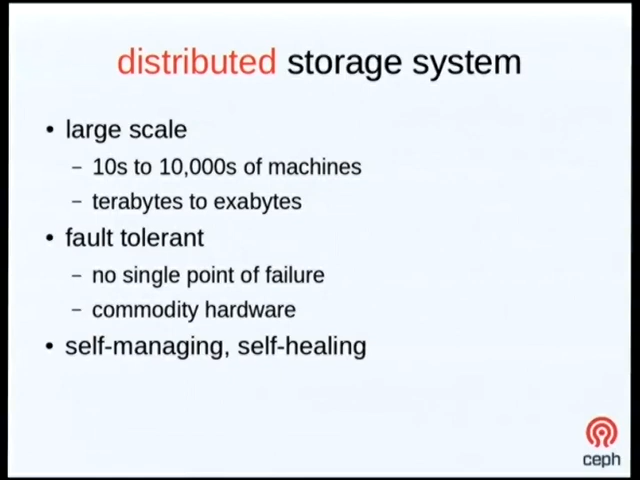 distributed storage system
• large scale
– 10s to 10,000s of machines
– terabytes to exabytes
• fault tolerant
– no single point of failure
– commodity hardware
• self-managing, self-healing
ceph